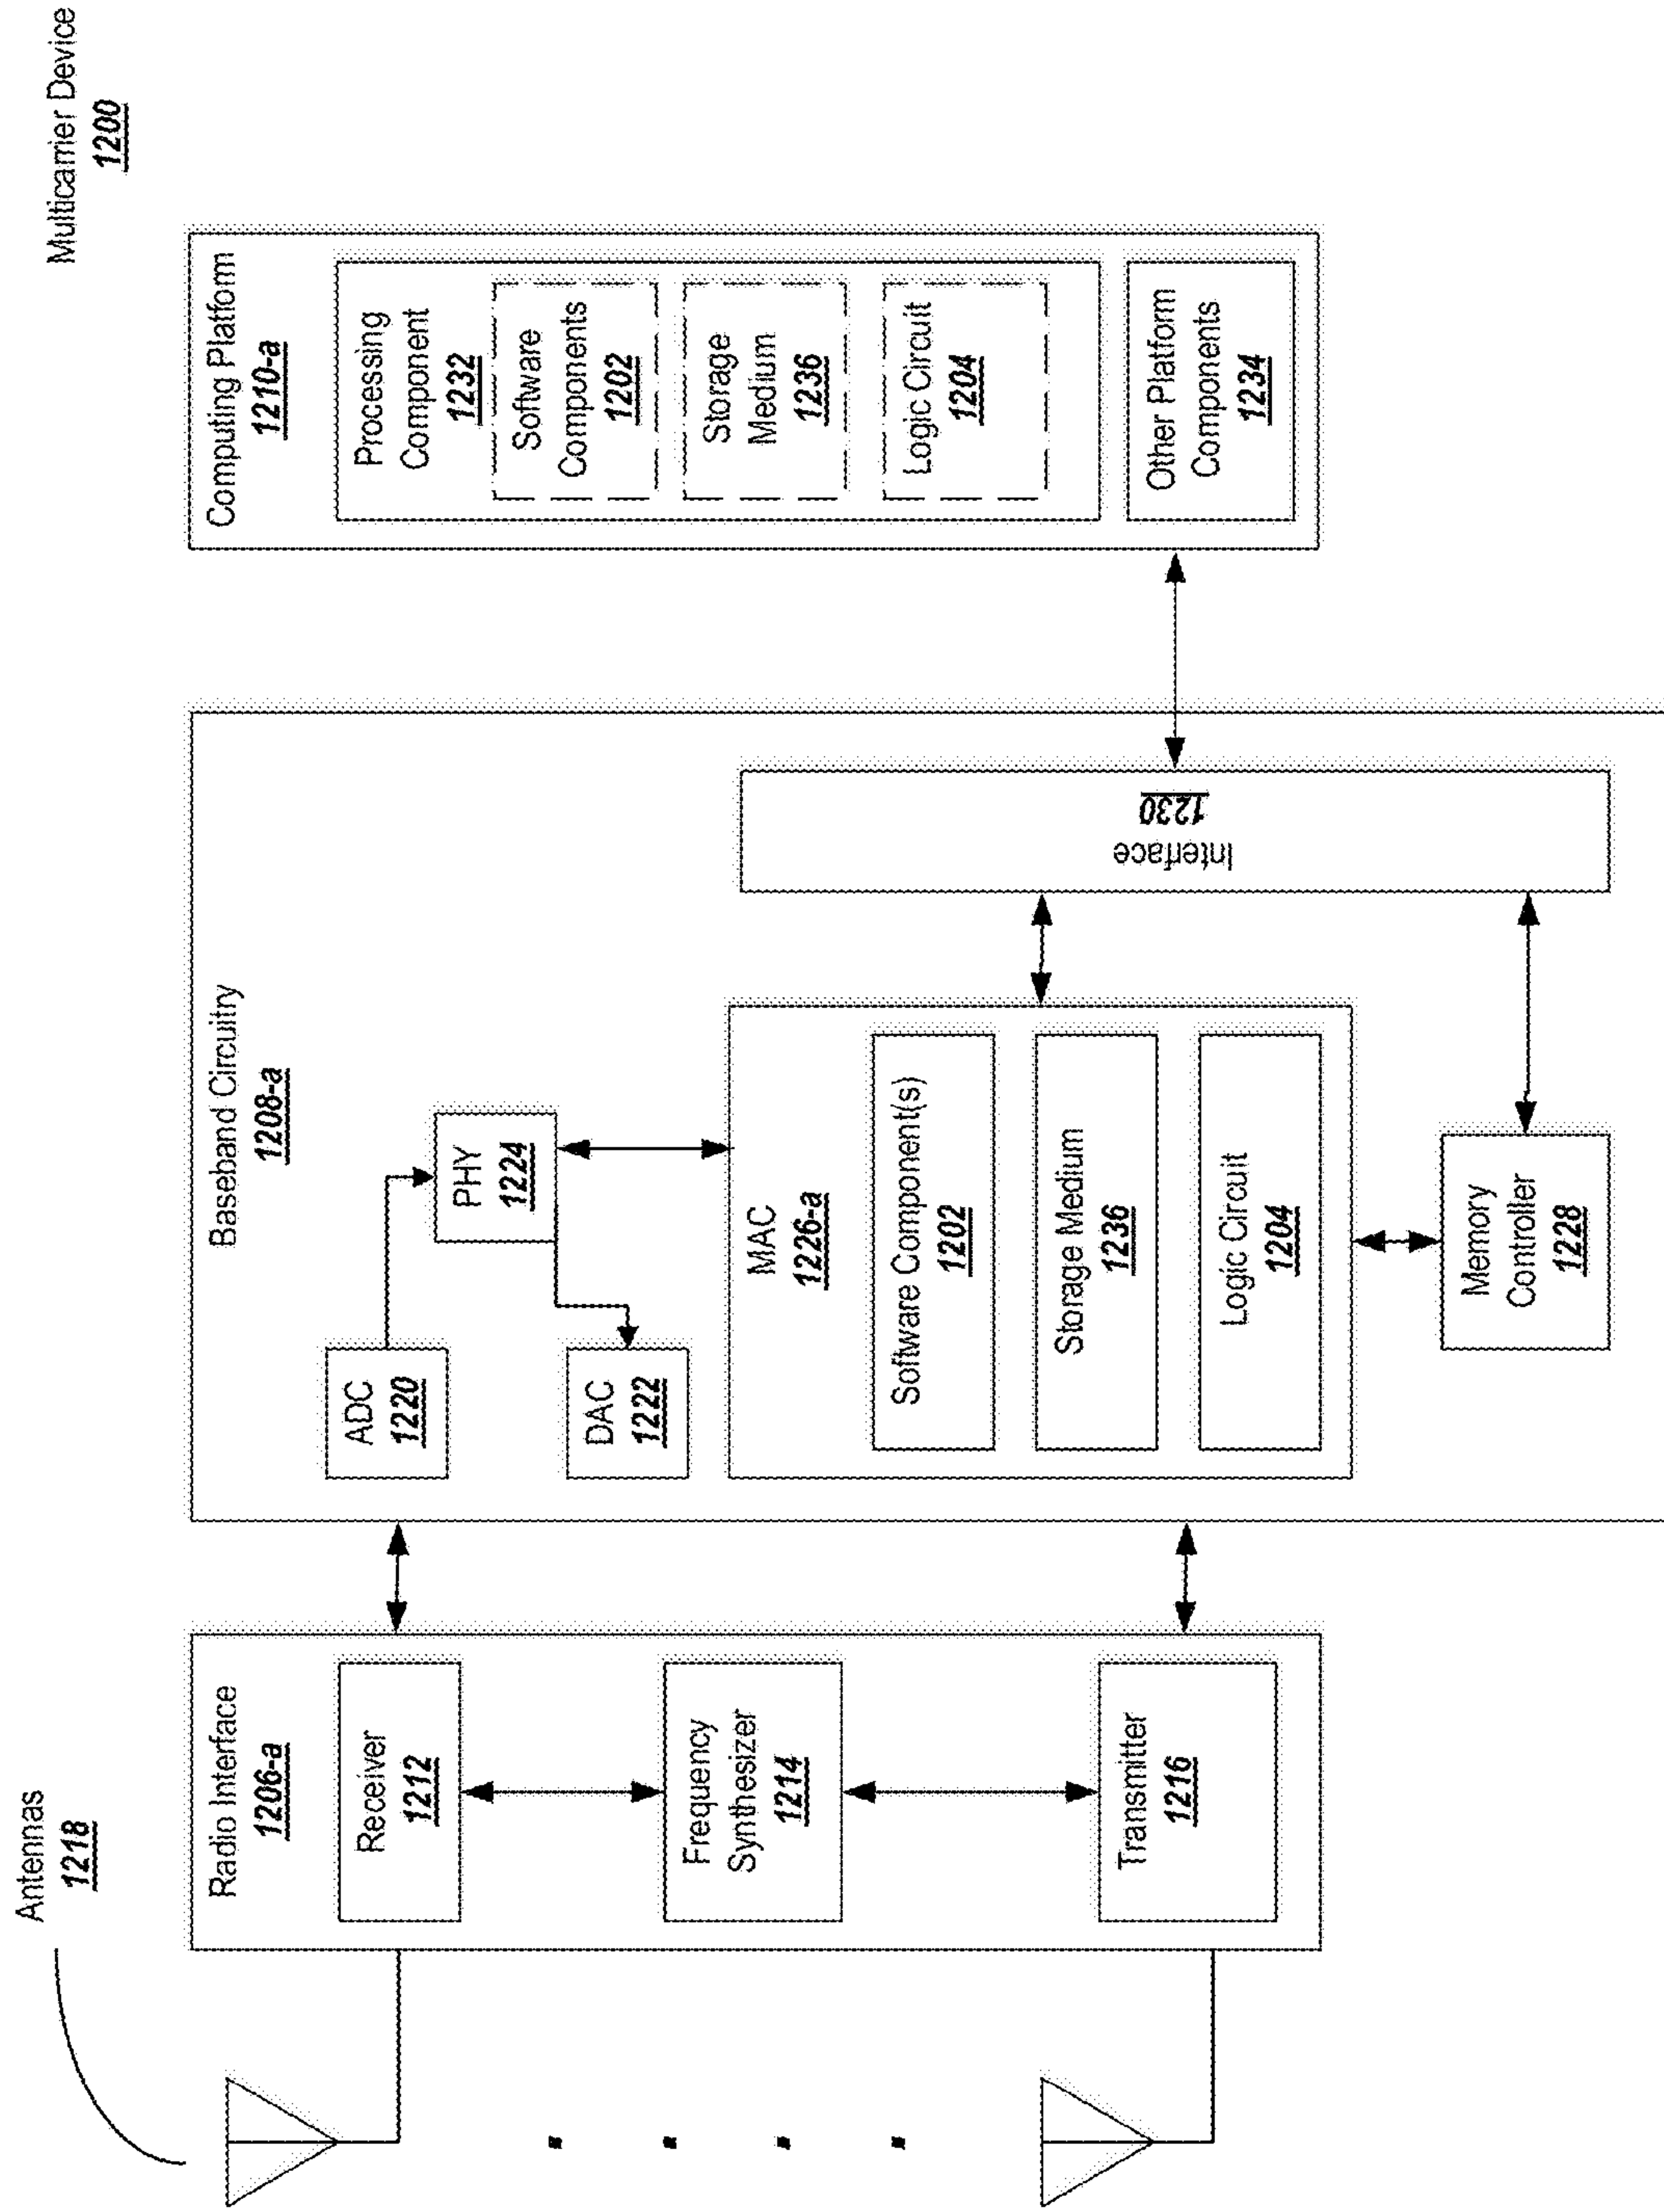 Multicarrier Device
1200
Antennas
1218
Radio Interface
1206-a
Receiver
1212
Frequency
Synthesizer
1214
Transmitter
1216
Baseband Circuitry
1208-a
ADC
1220
PHY
1224
DAC
1222
MAC
1226-a
Software Component(s)
1202
Storage Medium
1236
Logic Circuit
1204
Memory
Controller
1228
Interface
1230
Computing Platform
1210-a
Processing
Component
1232
Software
Components
1202
Storage
Medium
1236
Logic Circuit
1204
Other Platform
Components
1234